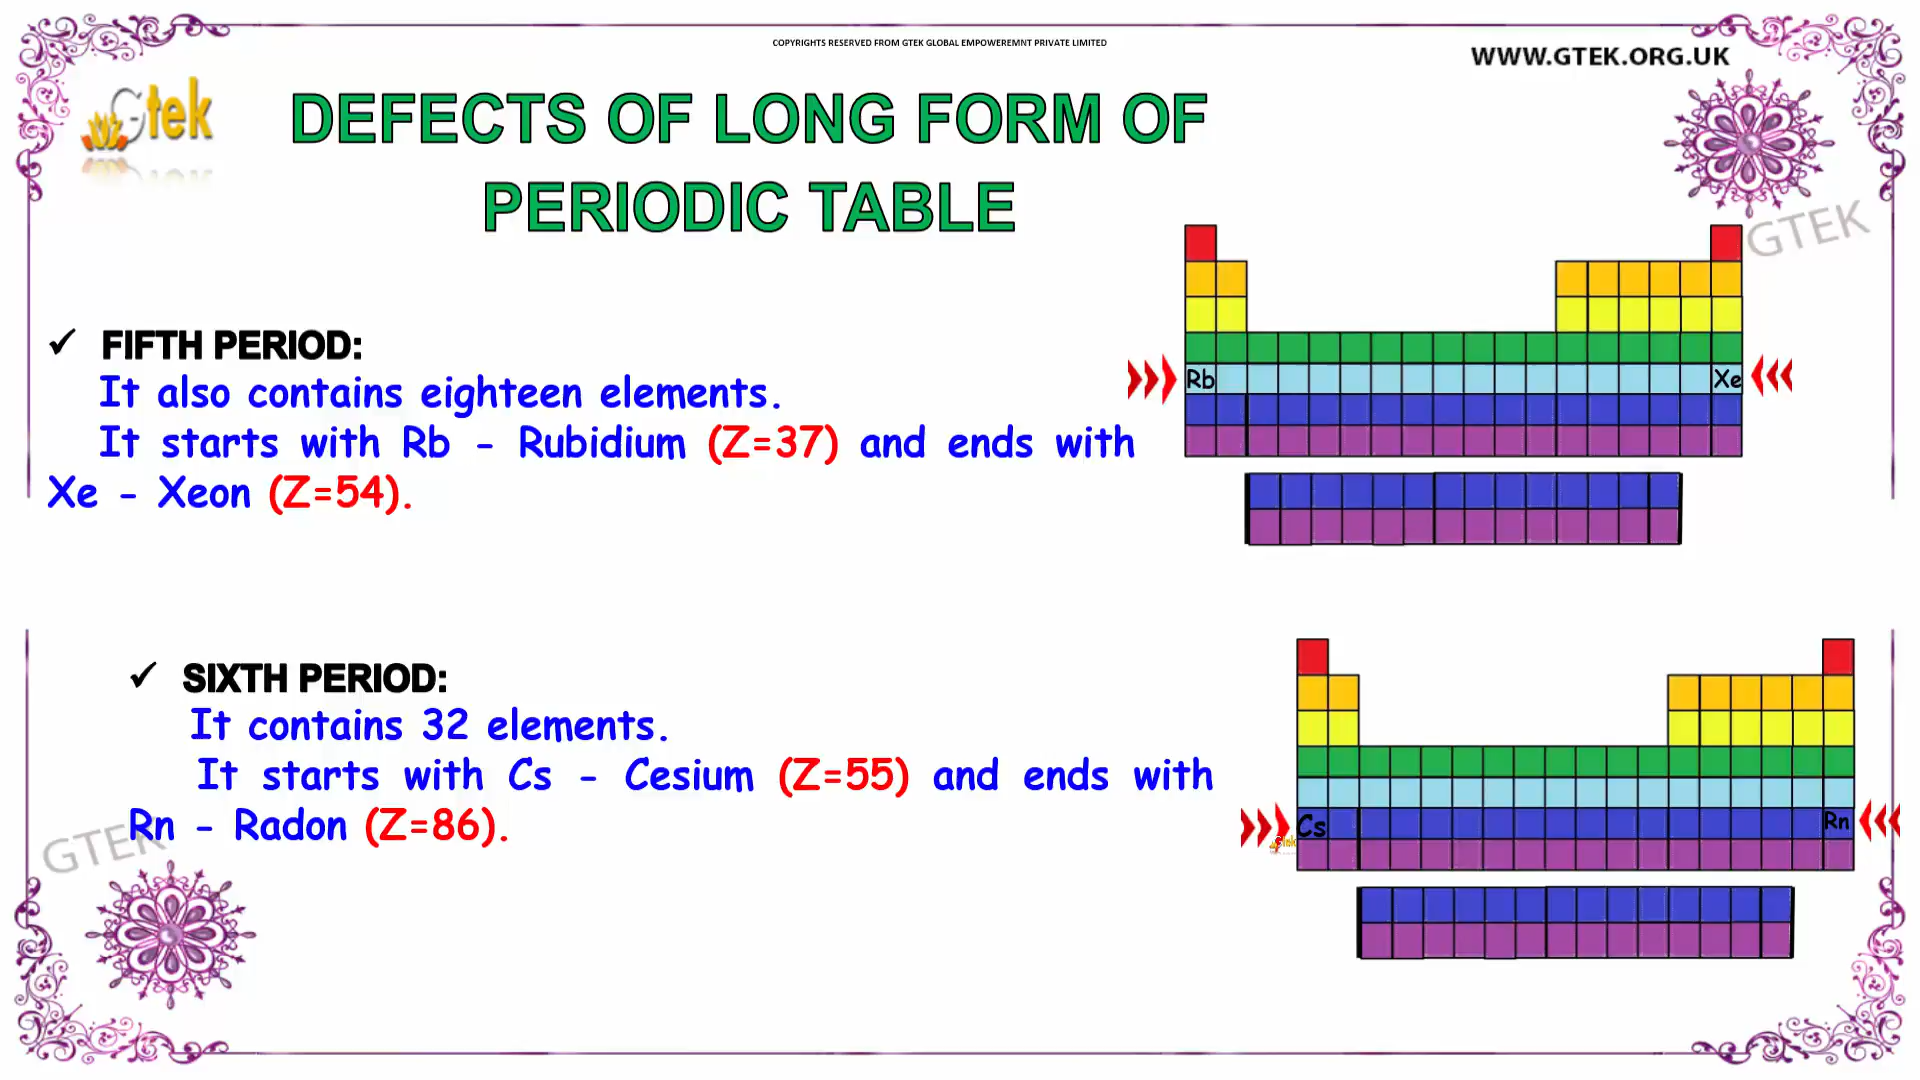 COPYRIGHTS RESERVED FROM GTEK GLOBAL EMPOWEREMNT PRIVATE LIMITED
WWW.GTEK.ORG.UK
Gtek
DEFECTS OF LONG FORM OF
PERIODIC TABLE
GTEK
✓ FIFTH PERIOD:
It also contains eighteen elements.
It starts with Rb - Rubidium (Z=37) and ends with
Xe - Xeon (Z=54).
Rb
Xe
✓ SIXTH PERIOD:
It contains 32 elements.
It starts with Cs - Cesium (Z=55) and ends with
Rn - Radon (Z=86).
Cs
Rn
Gtek
GTEK